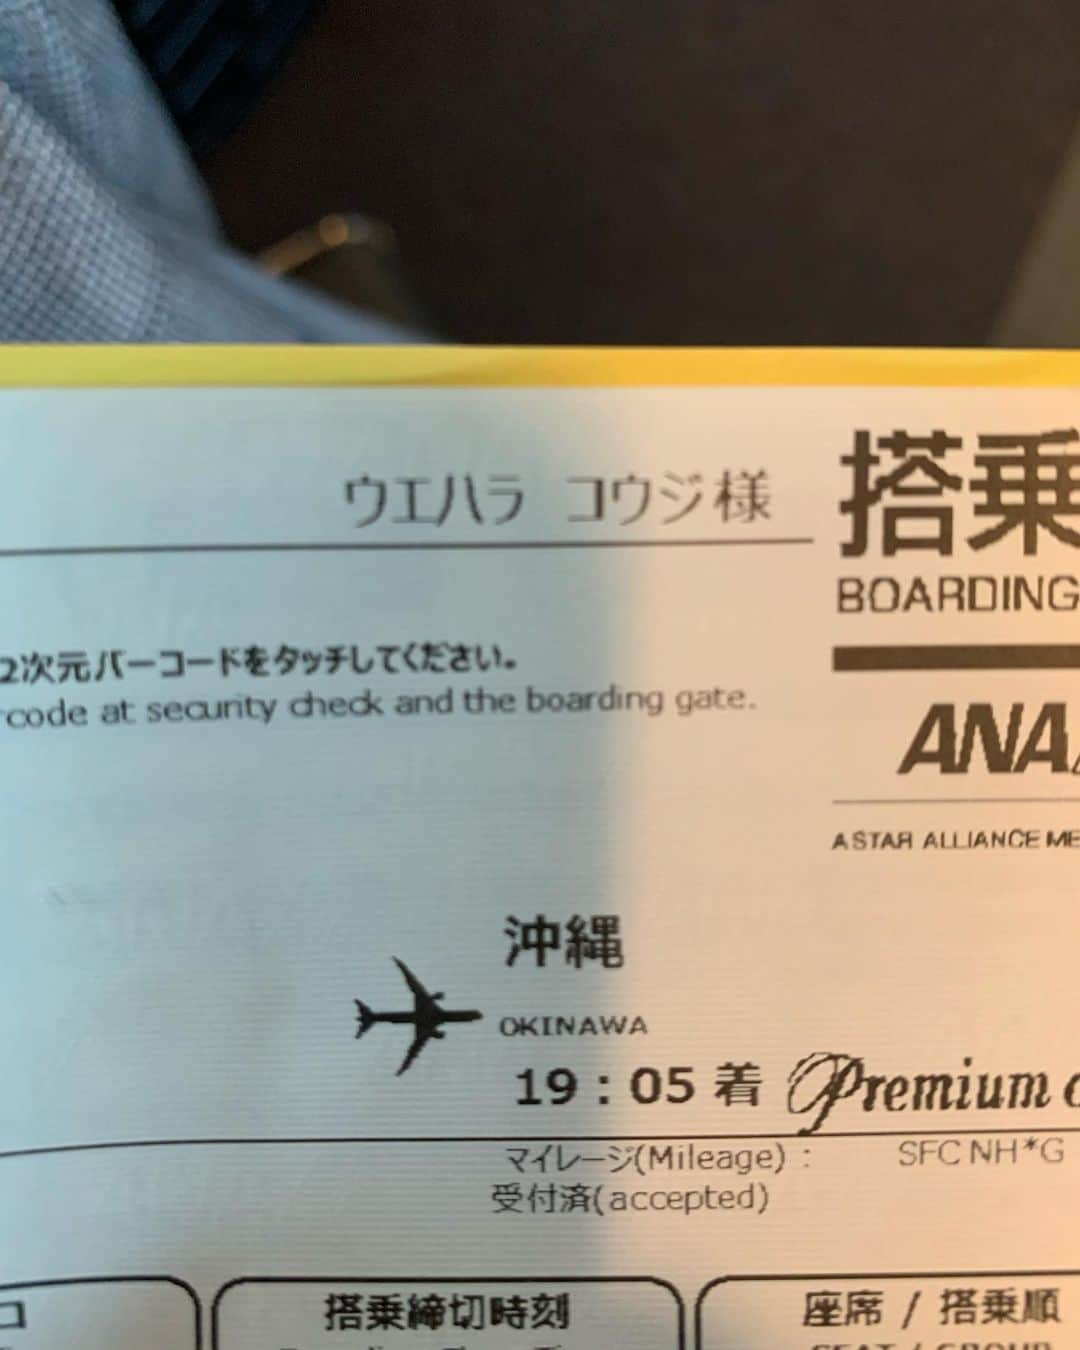 ウエハラ コウジ様
搭乗
BOARDING
2次元バーコードをタッチしてください。
rcode at security check and the boarding gate.
ANA
A STAR ALLIANCE ME
沖縄
OKINAWA
19:05 着 Premium c
マイレージ(Mileage) : SFC NH*G
受付済(accepted)
搭乗締切時刻
座席 / 搭乗順
SEAT / GROUP